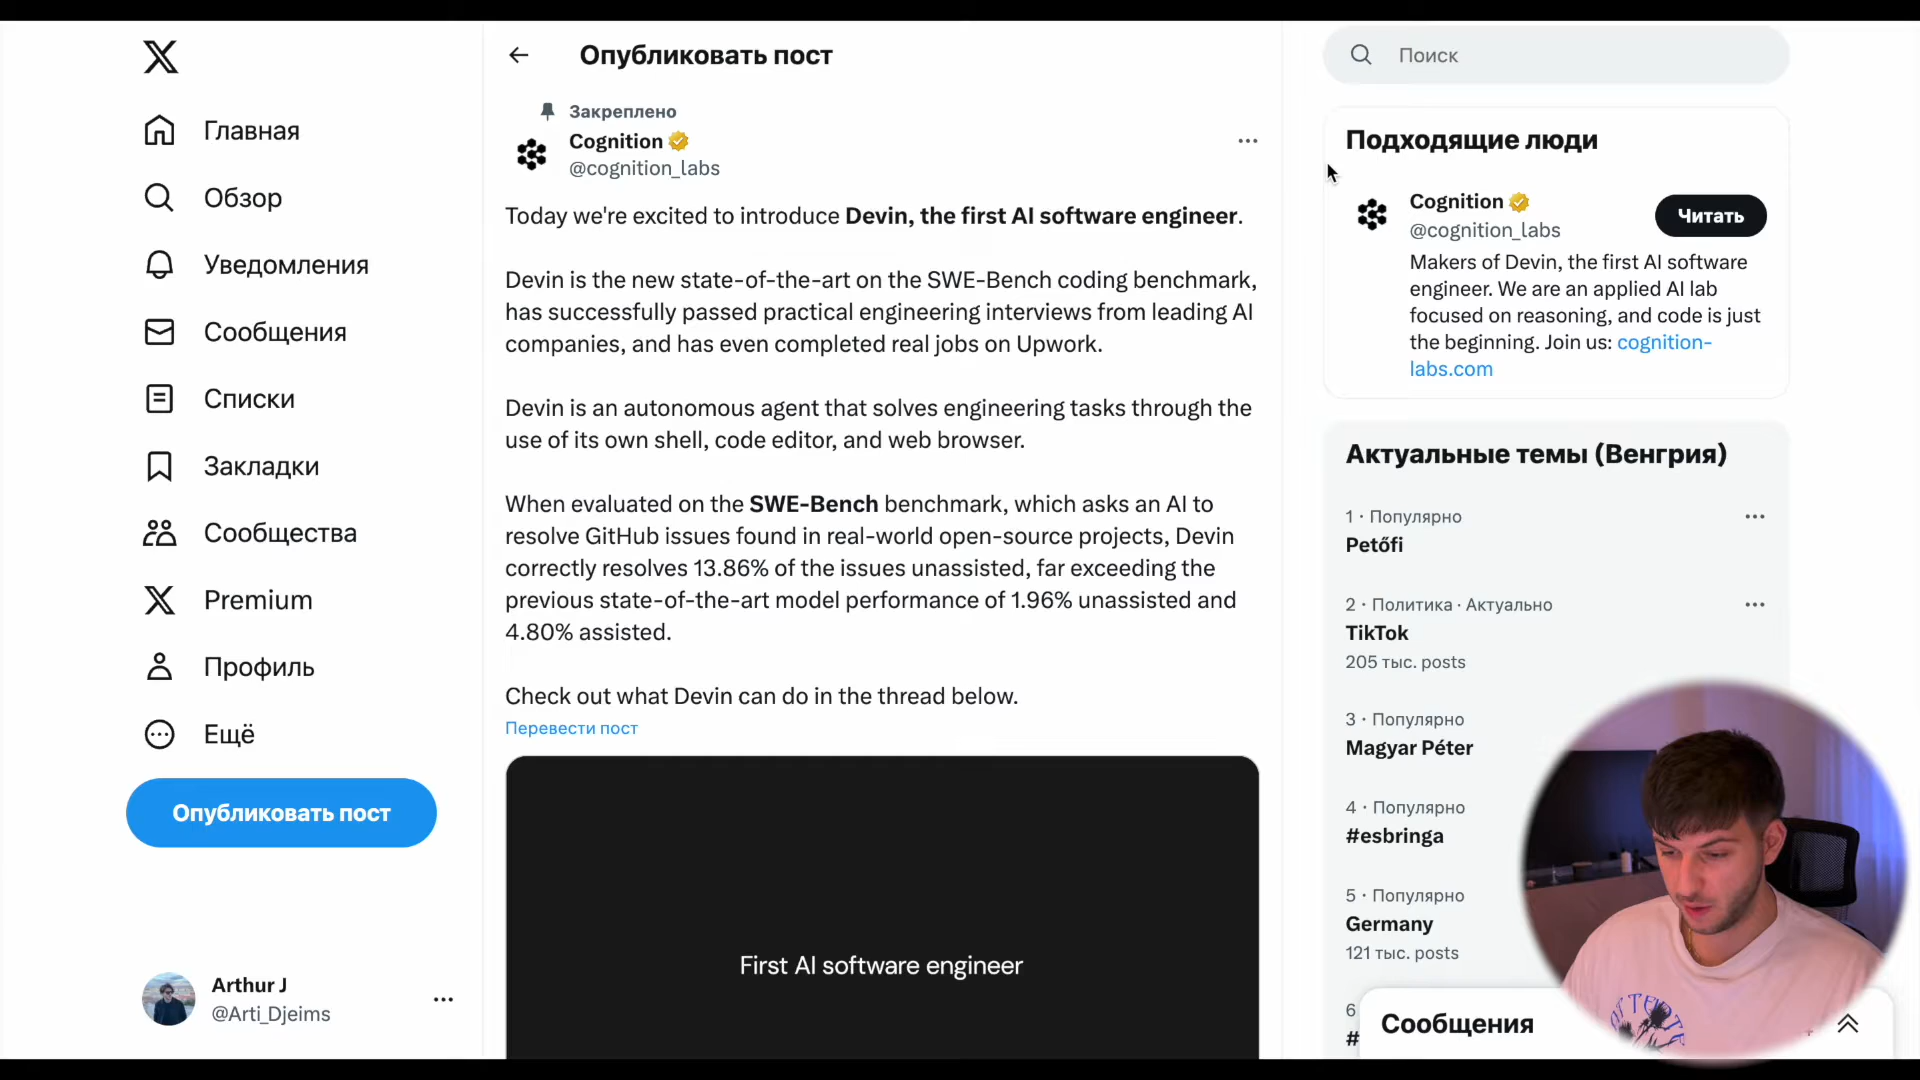 Главная
Обзор
Уведомления
Сообщения
Списки
Закладки
Сообщества
Premium
Профиль
Ещё
Опубликовать пост
Arthur J
@Arti_Djeims
Опубликовать пост
Закреплено
Cognition
@cognition_labs
Today we're excited to introduce Devin, the first AI software engineer.
Devin is the new state-of-the-art on the SWE-Bench coding benchmark,
has successfully passed practical engineering interviews from leading AI
companies, and has even completed real jobs on Upwork.
Devin is an autonomous agent that solves engineering tasks through the
use of its own shell, code editor, and web browser.
When evaluated on the SWE-Bench benchmark, which asks an AI to
resolve GitHub issues found in real-world open-source projects, Devin
correctly resolves 13.86% of the issues unassisted, far exceeding the
previous state-of-the-art model performance of 1.96% unassisted and
4.80% assisted.
Check out what Devin can do in the thread below.
Перевести пост
First AI software engineer
Поиск
Подходящие люди
Cognition
@cognition_labs
Читать
Makers of Devin, the first AI software
engineer. We are an applied AI lab
focused on reasoning, and code is just
the beginning. Join us: cognition-
labs.com
Актуальные темы (Венгрия)
1 · Популярно
Petőfi
2 · Политика · Актуально
TikTok
205 тыс. posts
3 · Популярно
Magyar Péter
4 · Популярно
#esbringa
5 · Популярно
Germany
121 тыс. posts
6
#
Сообщения